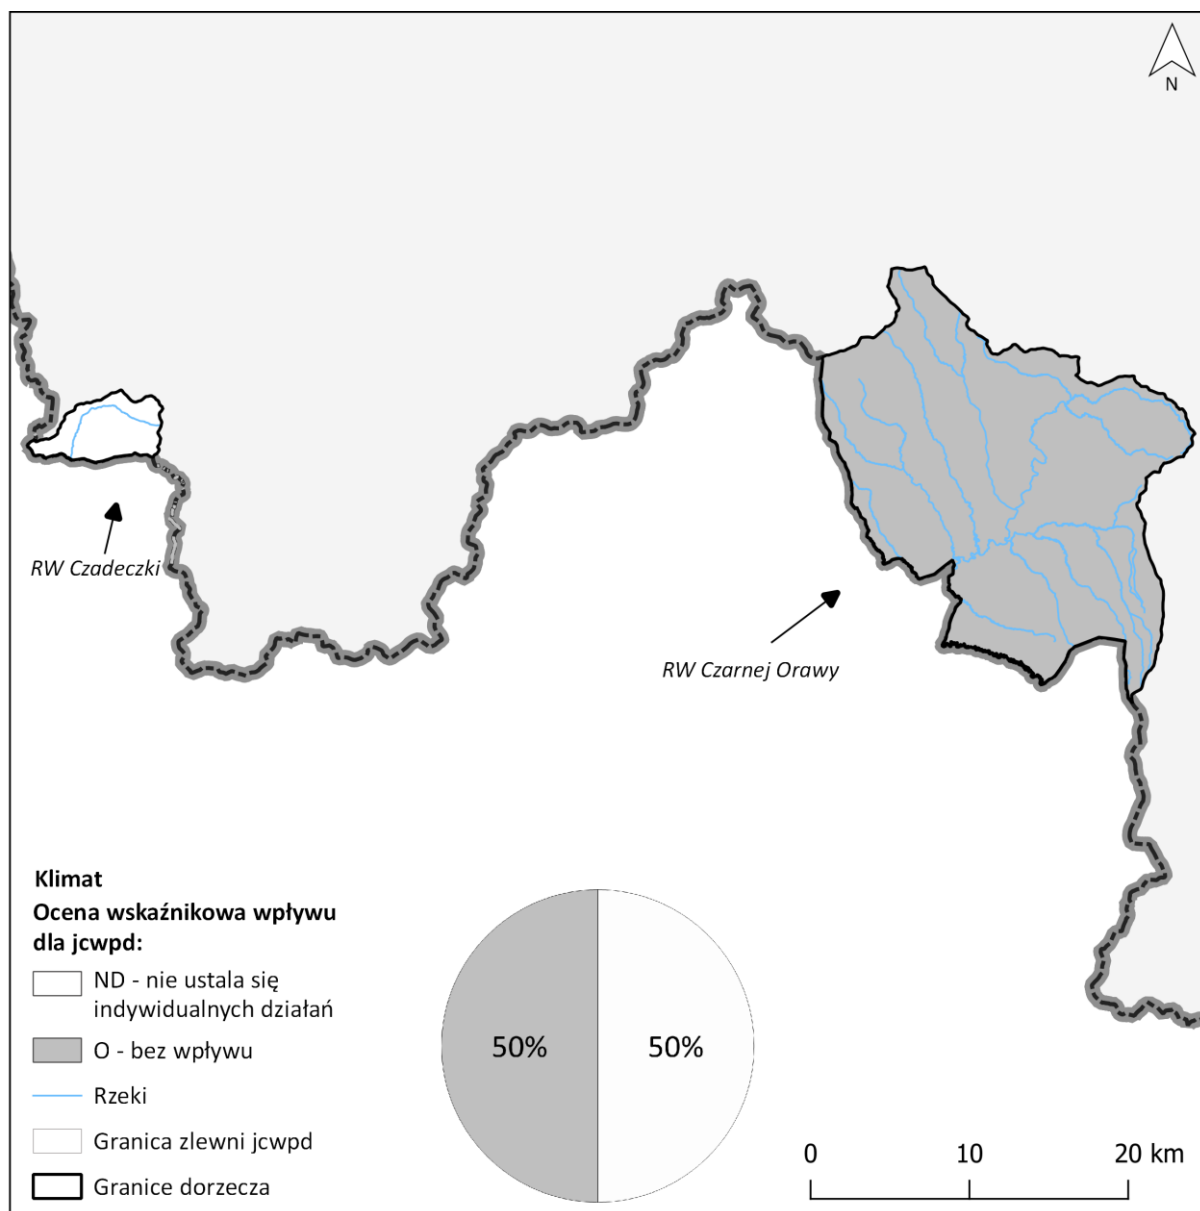 N
RW Czadeczki
RW Czarnej Orawy
Klimat
Ocena wskaźnikowa wpływu
dla jcwpd:
ND - nie ustala się
indywidualnych działań
O - bez wpływu
Rzeki
Granica zlewni jcwpd
Granice dorzecza
50%
50%
0 10 20 km